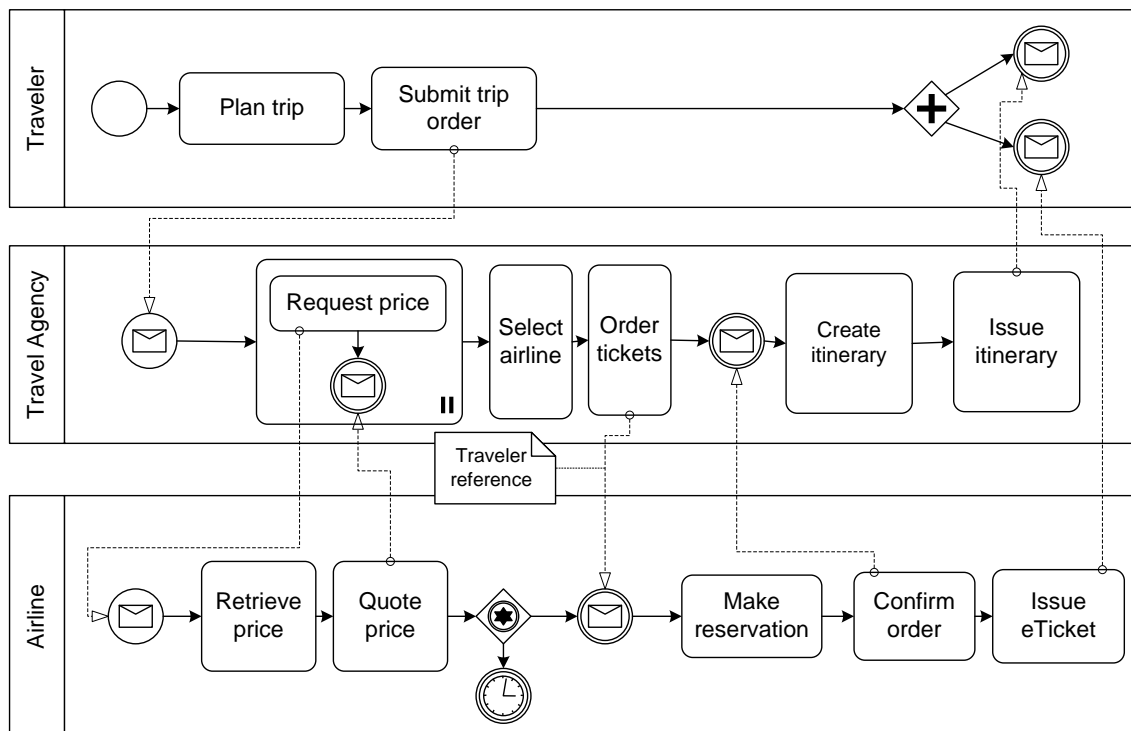 Traveler
Plan trip
Submit trip
order
Travel Agency
Request price
Select
airline
Order
tickets
Create
itinerary
Issue
itinerary
Traveler
reference
Airline
Retrieve
price
Quote
price
Make
reservation
Confirm
order
Issue
eTicket